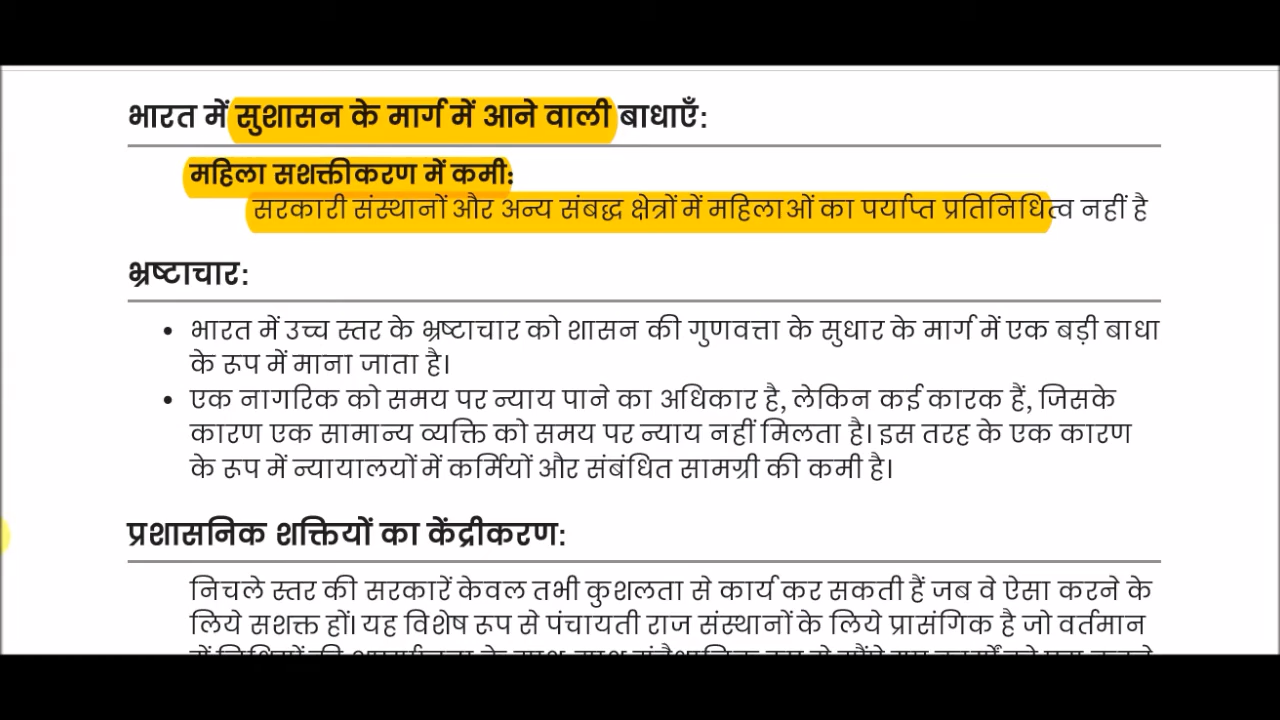 भारत में सुशासन के मार्ग में आने वाली बाधाएँ:
महिला सशक्तीकरण में कमी:
सरकारी संस्थानों और अन्य संबद्ध क्षेत्रों में महिलाओं का पर्याप्त प्रतिनिधित्व नहीं है
भ्रष्टाचार:
• भारत में उच्च स्तर के भ्रष्टाचार को शासन की गुणवत्ता के सुधार के मार्ग में एक बड़ी बाधा
के रूप में माना जाता है।
• एक नागरिक को समय पर न्याय पाने का अधिकार है, लेकिन कई कारक हैं, जिसके
कारण एक सामान्य व्यक्ति को समय पर न्याय नहीं मिलता है। इस तरह के एक कारण
के रूप में न्यायालयों में कर्मियों और संबंधित सामग्री की कमी है।
प्रशासनिक शक्तियों का केंद्रीकरण:
निचले स्तर की सरकारें केवल तभी कुशलता से कार्य कर सकती हैं जब वे ऐसा करने के
लिये सशक्त हों। यह विशेष रूप से पंचायती राज संस्थानों के लिये प्रासंगिक है जो वर्तमान